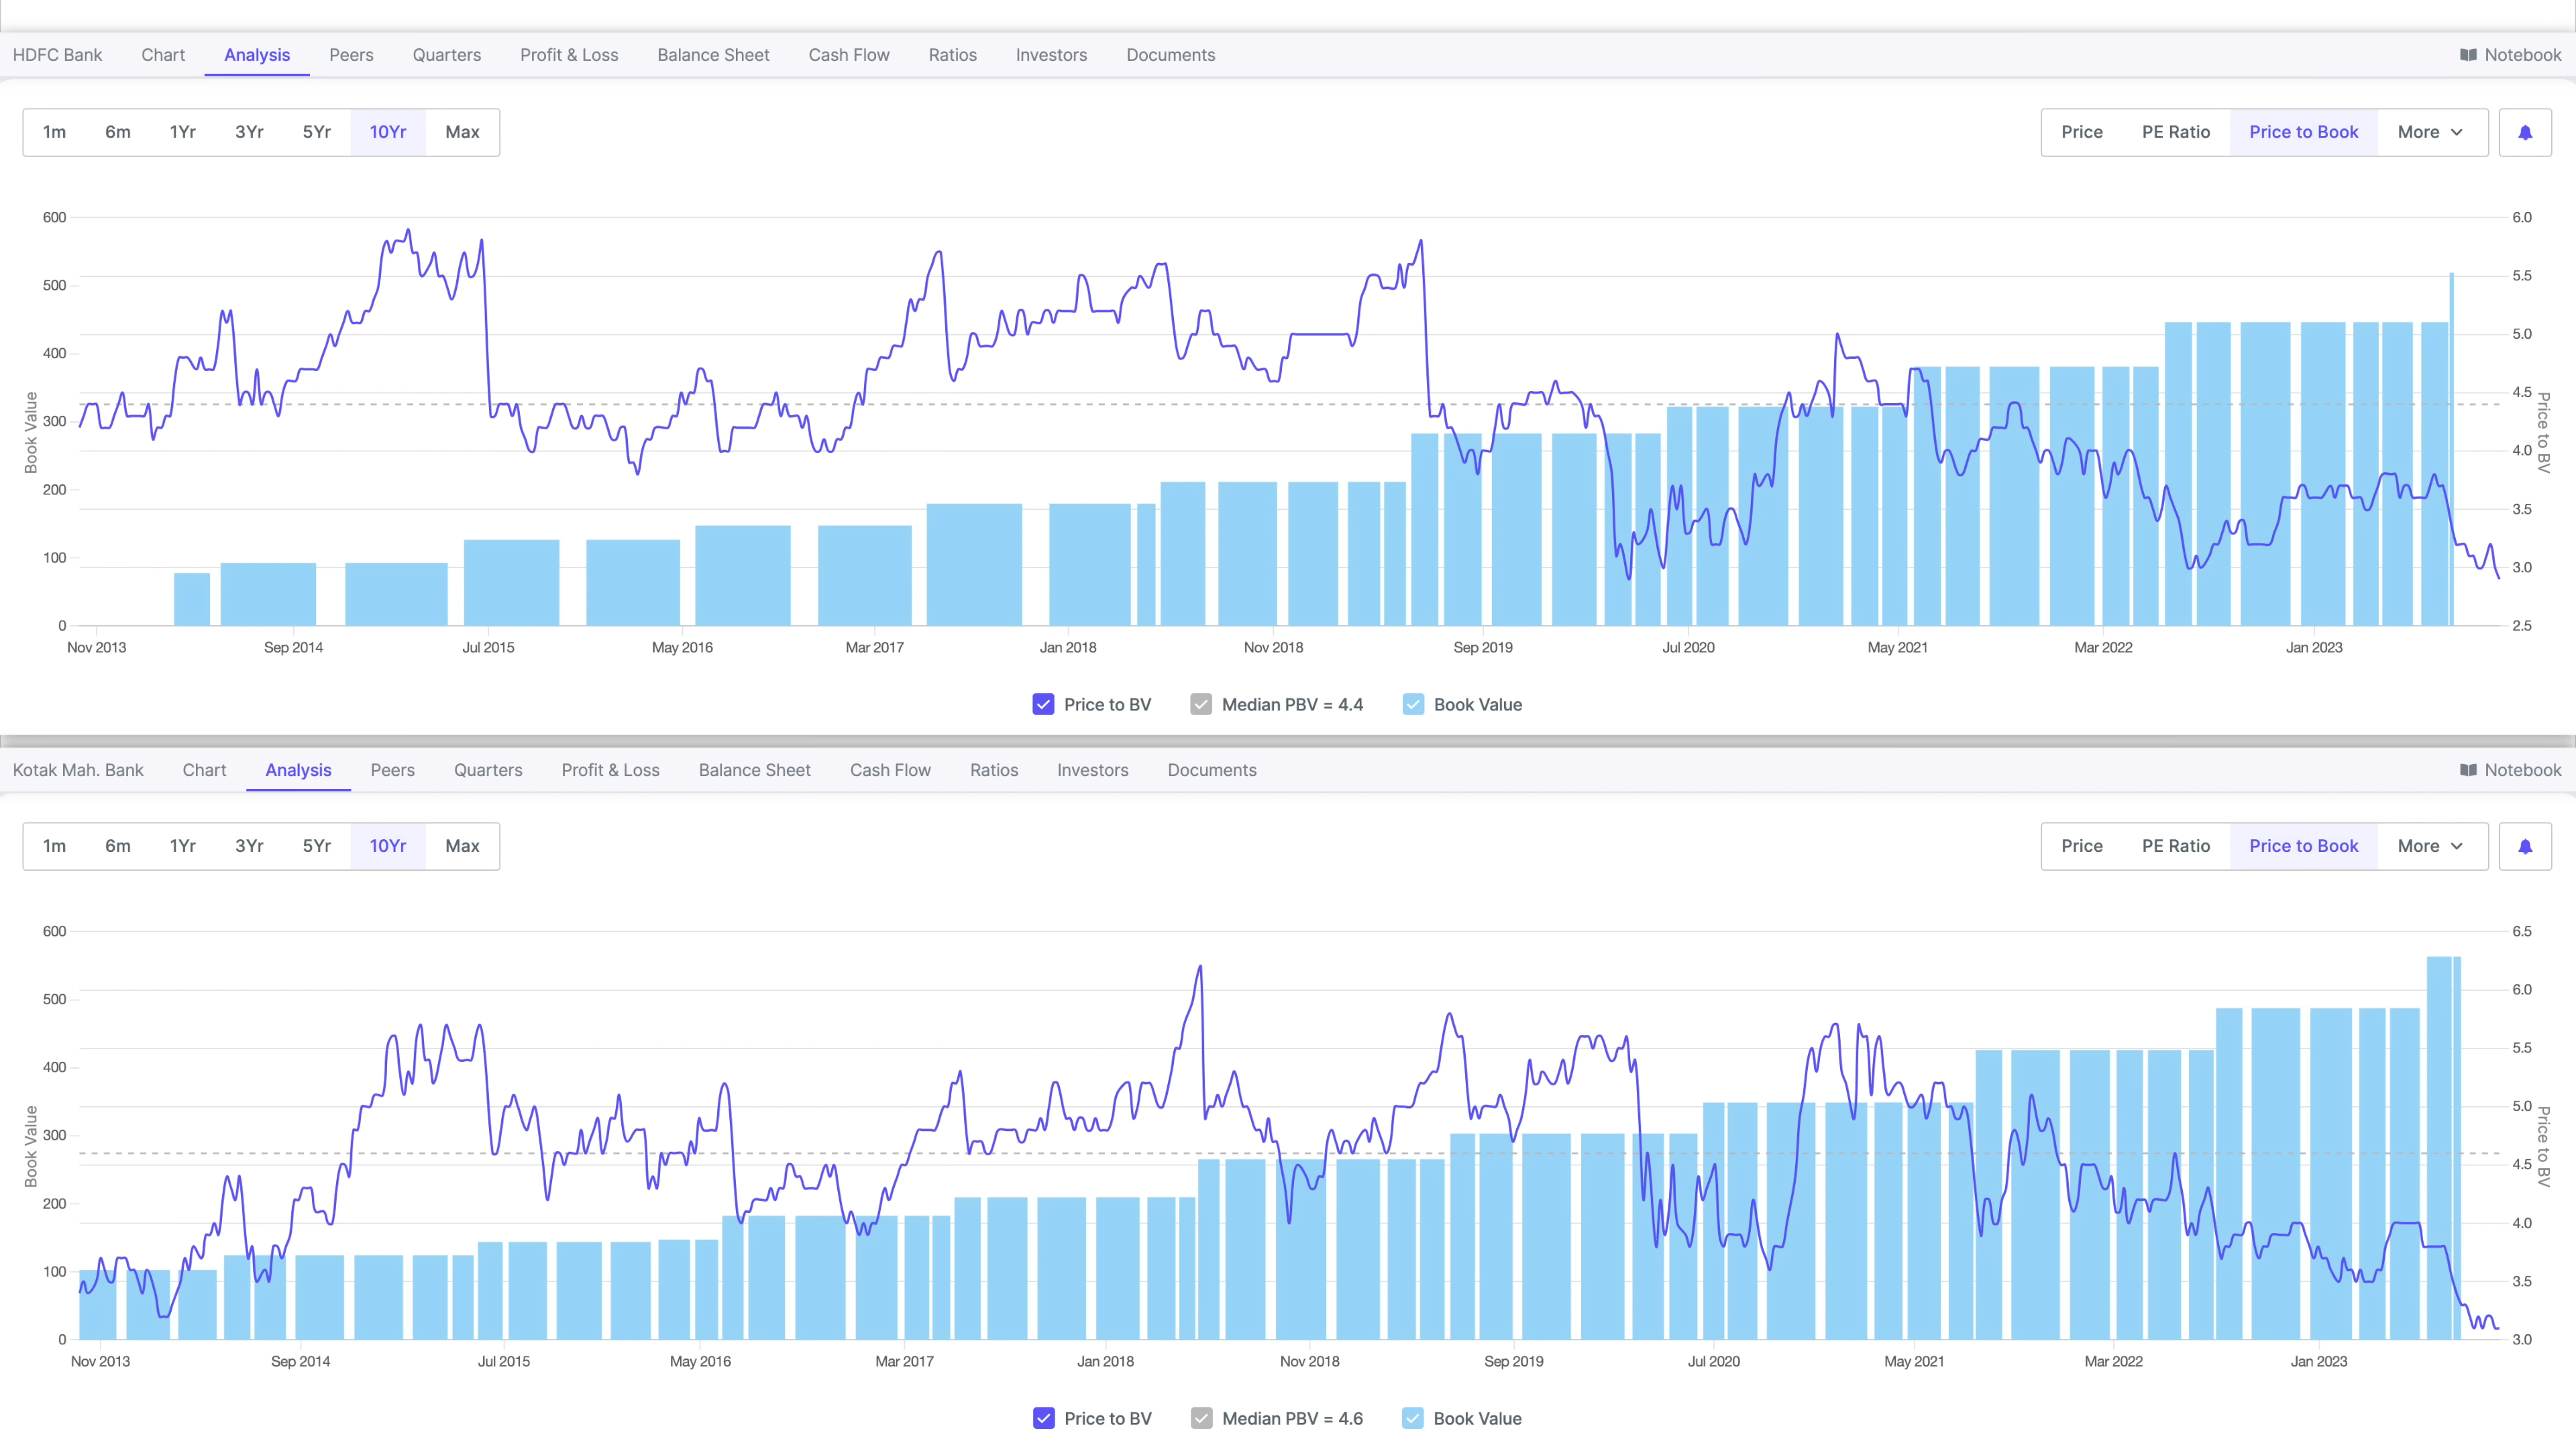 HDFC Bank Chart Analysis Peers Quarters Profit & Loss Balance Sheet Cash Flow Ratios Investors Documents Notebook
1m 6m 1Yr 3Yr 5Yr 10Yr Max Price PE Ratio Price to Book More
600 6.0
5.5
500
5.0
400
4.5
300
4.0
200
3.5
100
3.0
0 2.5
Book Value
Price to BV
Nov 2013 Sep 2014 Jul 2015 May 2016 Mar 2017 Jan 2018 Nov 2018 Sep 2019 Jul 2020 May 2021 Mar 2022 Jan 2023
Price to BV Median PBV = 4.4 Book Value
Kotak Mah. Bank Chart Analysis Peers Quarters Profit & Loss Balance Sheet Cash Flow Ratios Investors Documents Notebook
1m 6m 1Yr 3Yr 5Yr 10Yr Max Price PE Ratio Price to Book More
600 6.5
6.0
500
5.5
400
5.0
300
4.5
200
4.0
100
3.5
0 3.0
Book Value
Price to BV
Nov 2013 Sep 2014 Jul 2015 May 2016 Mar 2017 Jan 2018 Nov 2018 Sep 2019 Jul 2020 May 2021 Mar 2022 Jan 2023
Price to BV Median PBV = 4.6 Book Value